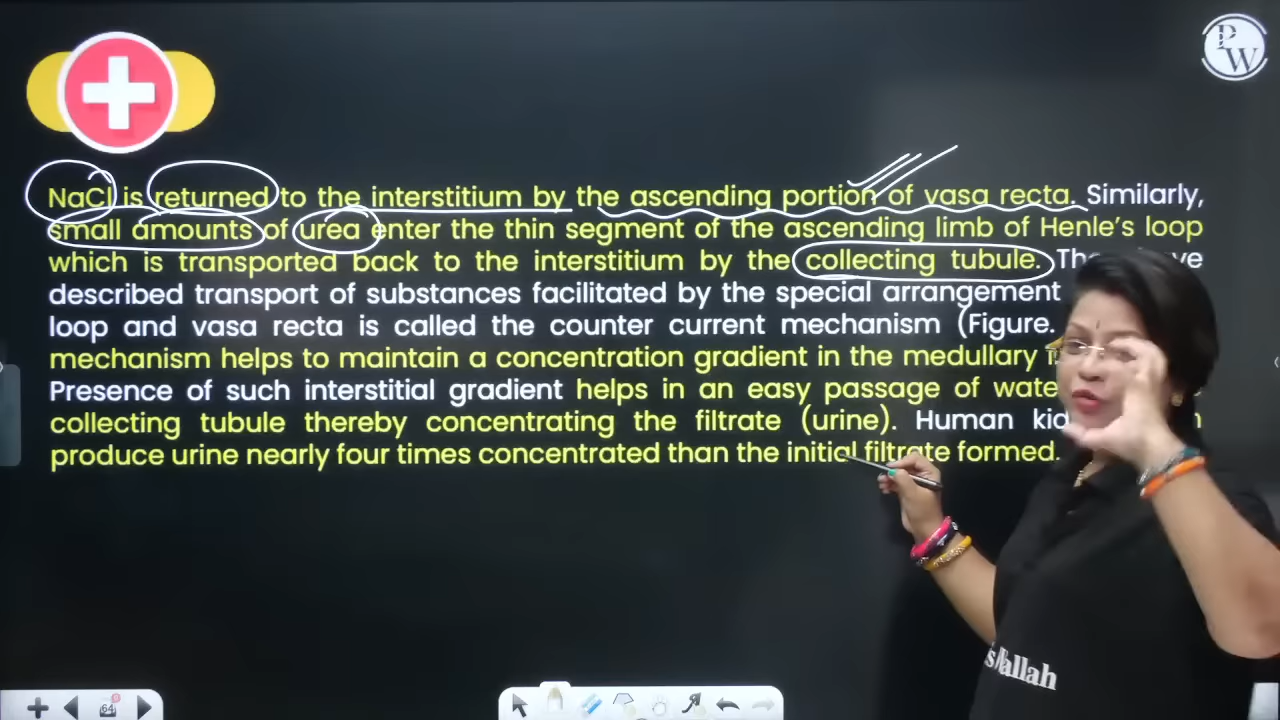 PW
NaCl is returned to the interstitium by the ascending portion of vasa recta. Similarly,
small amounts of urea enter the thin segment of the ascending limb of Henle's loop
which is transported back to the interstitium by the collecting tubule.
described transport of substances facilitated by the special arrangement
loop and vasa recta is called the counter current mechanism (Figure.
mechanism helps to maintain a concentration gradient in the medullary
Presence of such interstitial gradient helps in an easy passage of
collecting tubule thereby concentrating the filtrate (urine). Human
produce urine nearly four times concentrated than the initial filtrate formed.
64